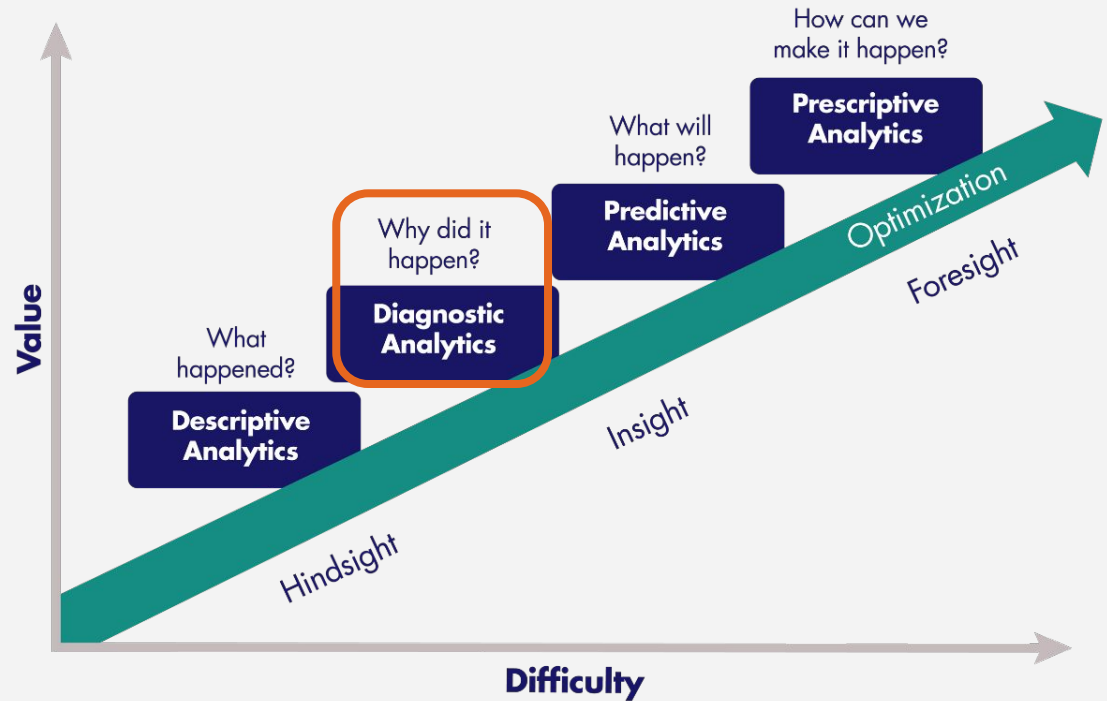 How can we
make it happen?
Prescriptive
Analytics
What will
happen?
Predictive
Analytics
Why did it
happen?
Diagnostic
Analytics
What
happened?
Descriptive
Analytics
Optimization
Foresight
Insight
Hindsight
Value
Difficulty